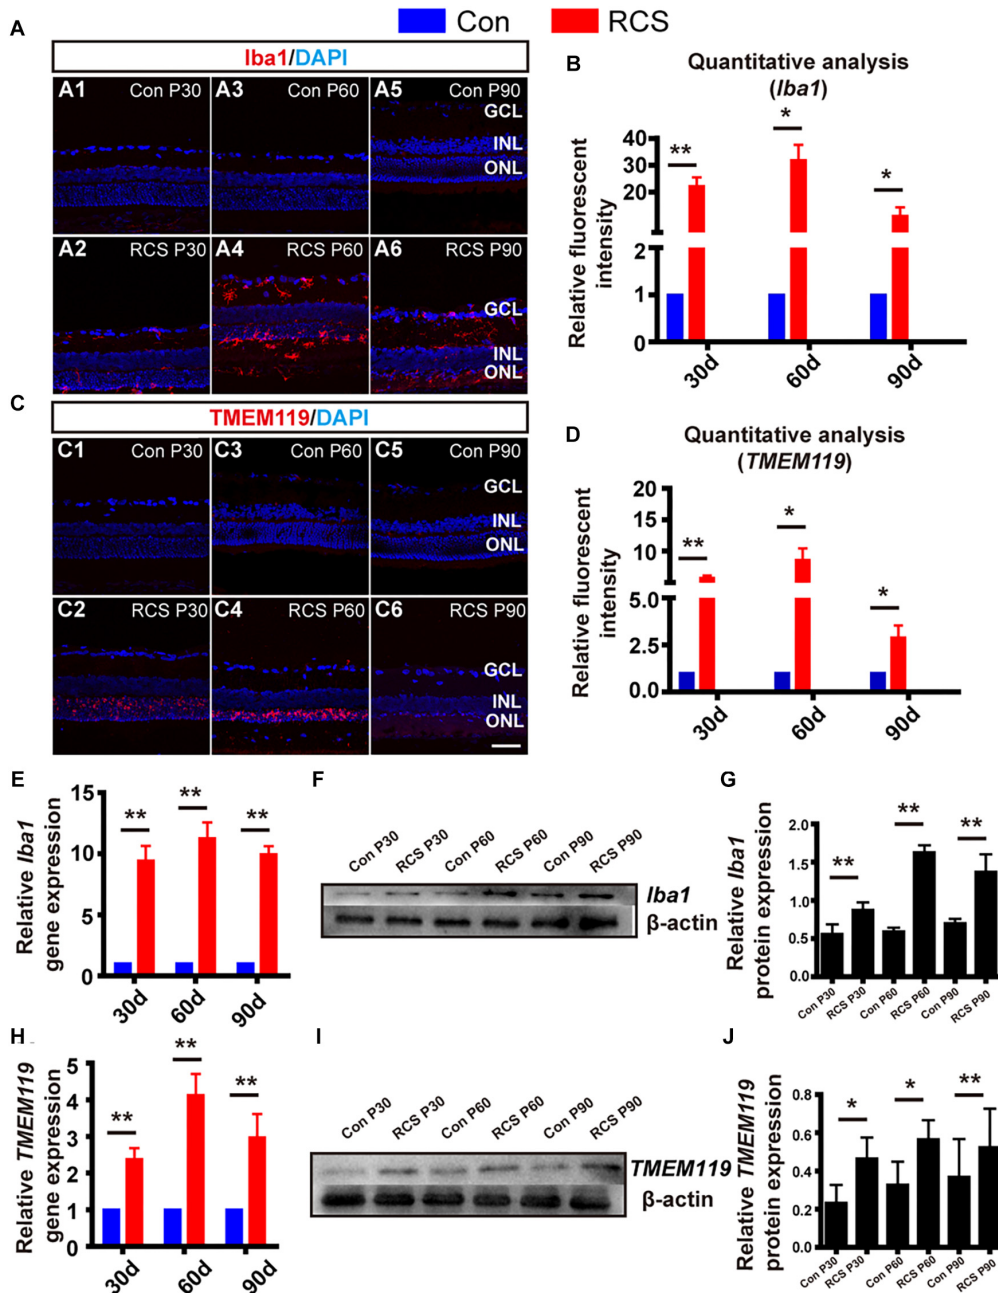 Con RCS
A
Iba1/DAPI
A1 Con P30
A3 Con P60
A5 Con P90
GCL
INL
ONL
A2 RCS P30
A4 RCS P60
A6 RCS P90
GCL
INL
ONL
B
Quantitative analysis
(Iba1)
Relative fluorescent
intensity
40
30
20
2
1
0
**
*
*
30d
60d
90d
C
TMEM119/DAPI
C1 Con P30
C3 Con P60
C5 Con P90
GCL
INL
ONL
C2 RCS P30
C4 RCS P60
C6 RCS P90
GCL
INL
ONL
D
Quantitative analysis
(TMEM119)
Relative fluorescent
intensity
20
15
10
5.0
2.5
0.0
**
*
*
30d
60d
90d
E
Relative Iba1
gene expression
15
10
5
0
**
**
**
30d
60d
90d
F
Con P30
RCS P30
Con P60
RCS P60
Con P90
RCS P90
Iba1
β-actin
G
Relative Iba1
protein expression
2.0
1.5
1.0
0.5
0.0
**
**
**
Con P30
RCS P30
Con P60
RCS P60
Con P90
RCS P90
H
Relative TMEM119
gene expression
5
4
3
2
1
0
**
**
**
30d
60d
90d
I
Con P30
RCS P30
Con P60
RCS P60
Con P90
RCS P90
TMEM119
β-actin
J
Relative TMEM119
protein expression
0.8
0.6
0.4
0.2
0.0
*
*
**
Con P30
RCS P30
Con P60
RCS P60
Con P90
RCS P90